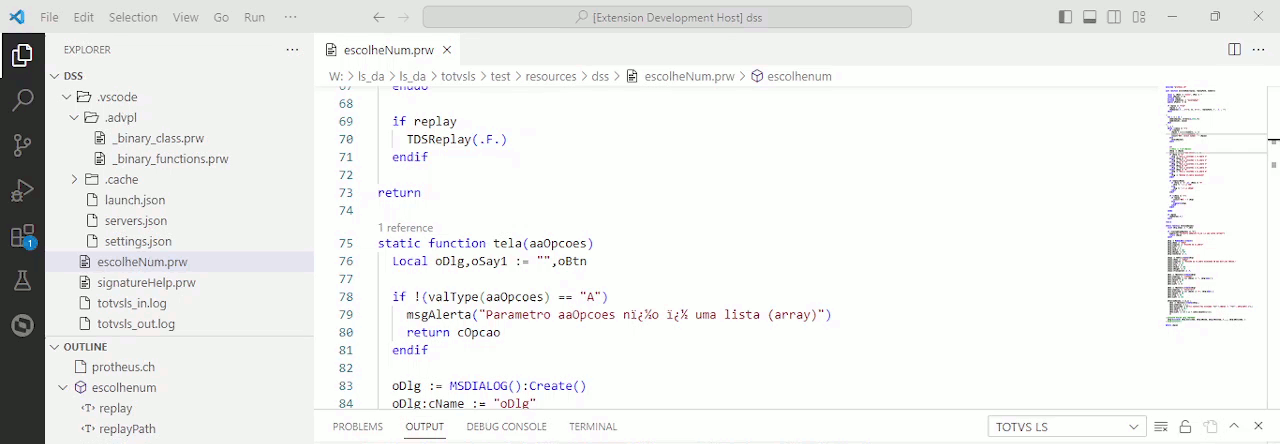 File Edit Selection View Go Run ··· [Extension Development Host] dss
EXPLORER ···
DSS
.vscode
.advpl
_binary_class.prw
_binary_functions.prw
.cache
launch.json
servers.json
settings.json
escolheNum.prw
signatureHelp.prw
totvsls_in.log
totvsls_out.log
OUTLINE
protheus.ch
escolhenum
replay
replayPath
1
escolheNum.prw
W: > ls_da > ls_da > totvsls > test > resources > dss > escolheNum.prw > escolhenum
67 enddo
68
69 if replay
70 TDSReplay(.F.)
71 endif
72
73 return
74
1 reference
75 static function tela(aaOpcoes)
76 Local oDlg,oSay1 := "",oBtn
77
78 if !(valType(aaOpcoes) == "A")
79 msgAlert("Parâmetro aaOpcoes nï¿½o ï¿½ uma lista (array)")
80 return copcao
81 endif
82
83 oDlg := MSDIALOG():Create()
84 oDlg:cName := "oDlg"
PROBLEMS OUTPUT DEBUG CONSOLE TERMINAL TOTVS LS